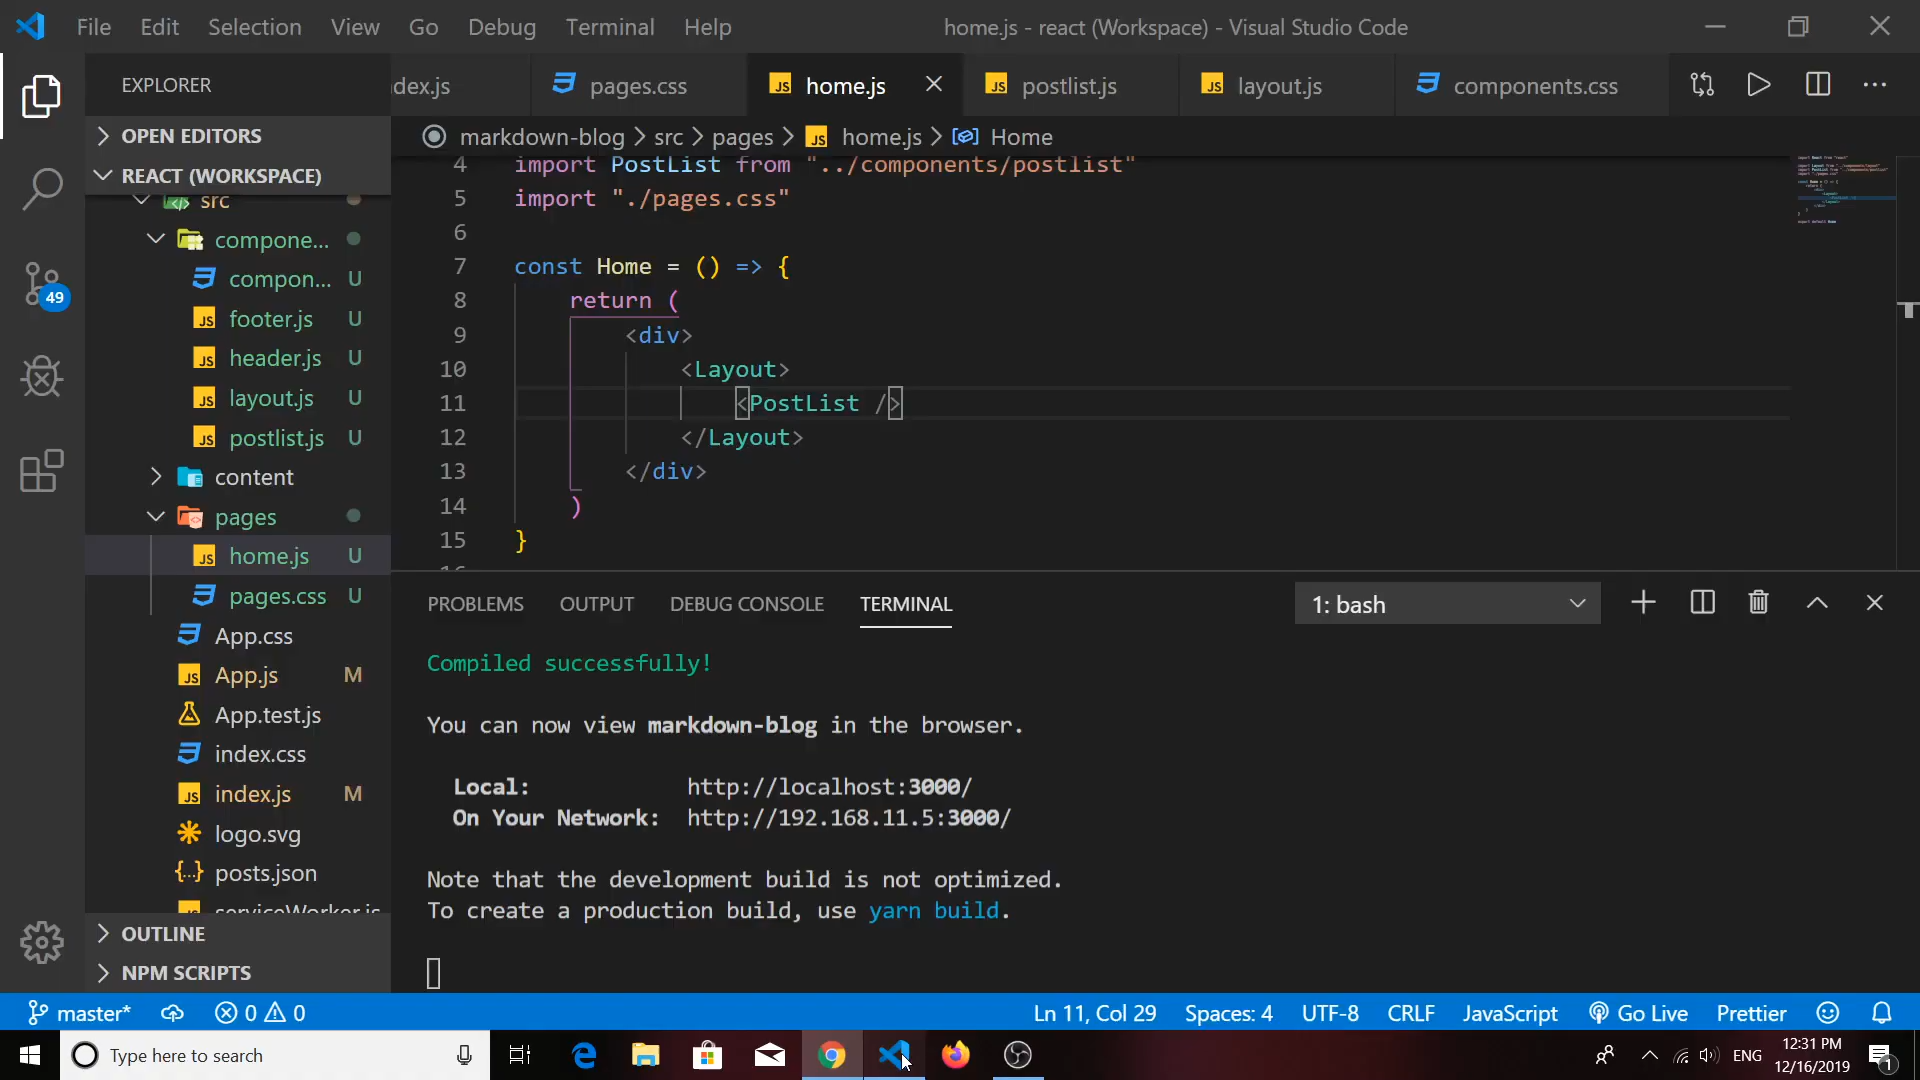 File Edit Selection View Go Debug Terminal Help
home.js - react (Workspace) - Visual Studio Code
EXPLORER
OPEN EDITORS
REACT (WORKSPACE)
src
compone...
compon... U
footer.js U
header.js U
layout.js U
postlist.js U
content
pages
home.js U
pages.css U
App.css
App.js M
App.test.js
index.css
index.js M
logo.svg
posts.json
serviceWorker.js
OUTLINE
NPM SCRIPTS
49
dex.js pages.css home.js postlist.js layout.js components.css
markdown-blog > src > pages > JS home.js > Home
4 import PostList from "../components/postlist"
5 import "./pages.css"
6
7 const Home = () => {
8 return (
9 <div>
10 <Layout>
11 <PostList />
12 </Layout>
13 </div>
14 )
15 }
PROBLEMS OUTPUT DEBUG CONSOLE TERMINAL
1: bash
Compiled successfully!
You can now view markdown-blog in the browser.
Local: http://localhost:3000/
On Your Network: http://192.168.11.5:3000/
Note that the development build is not optimized.
To create a production build, use yarn build.
master* 0 0
Ln 11, Col 29 Spaces: 4 UTF-8 CRLF JavaScript Go Live Prettier
Type here to search
ENG
12:31 PM
12/16/2019
1